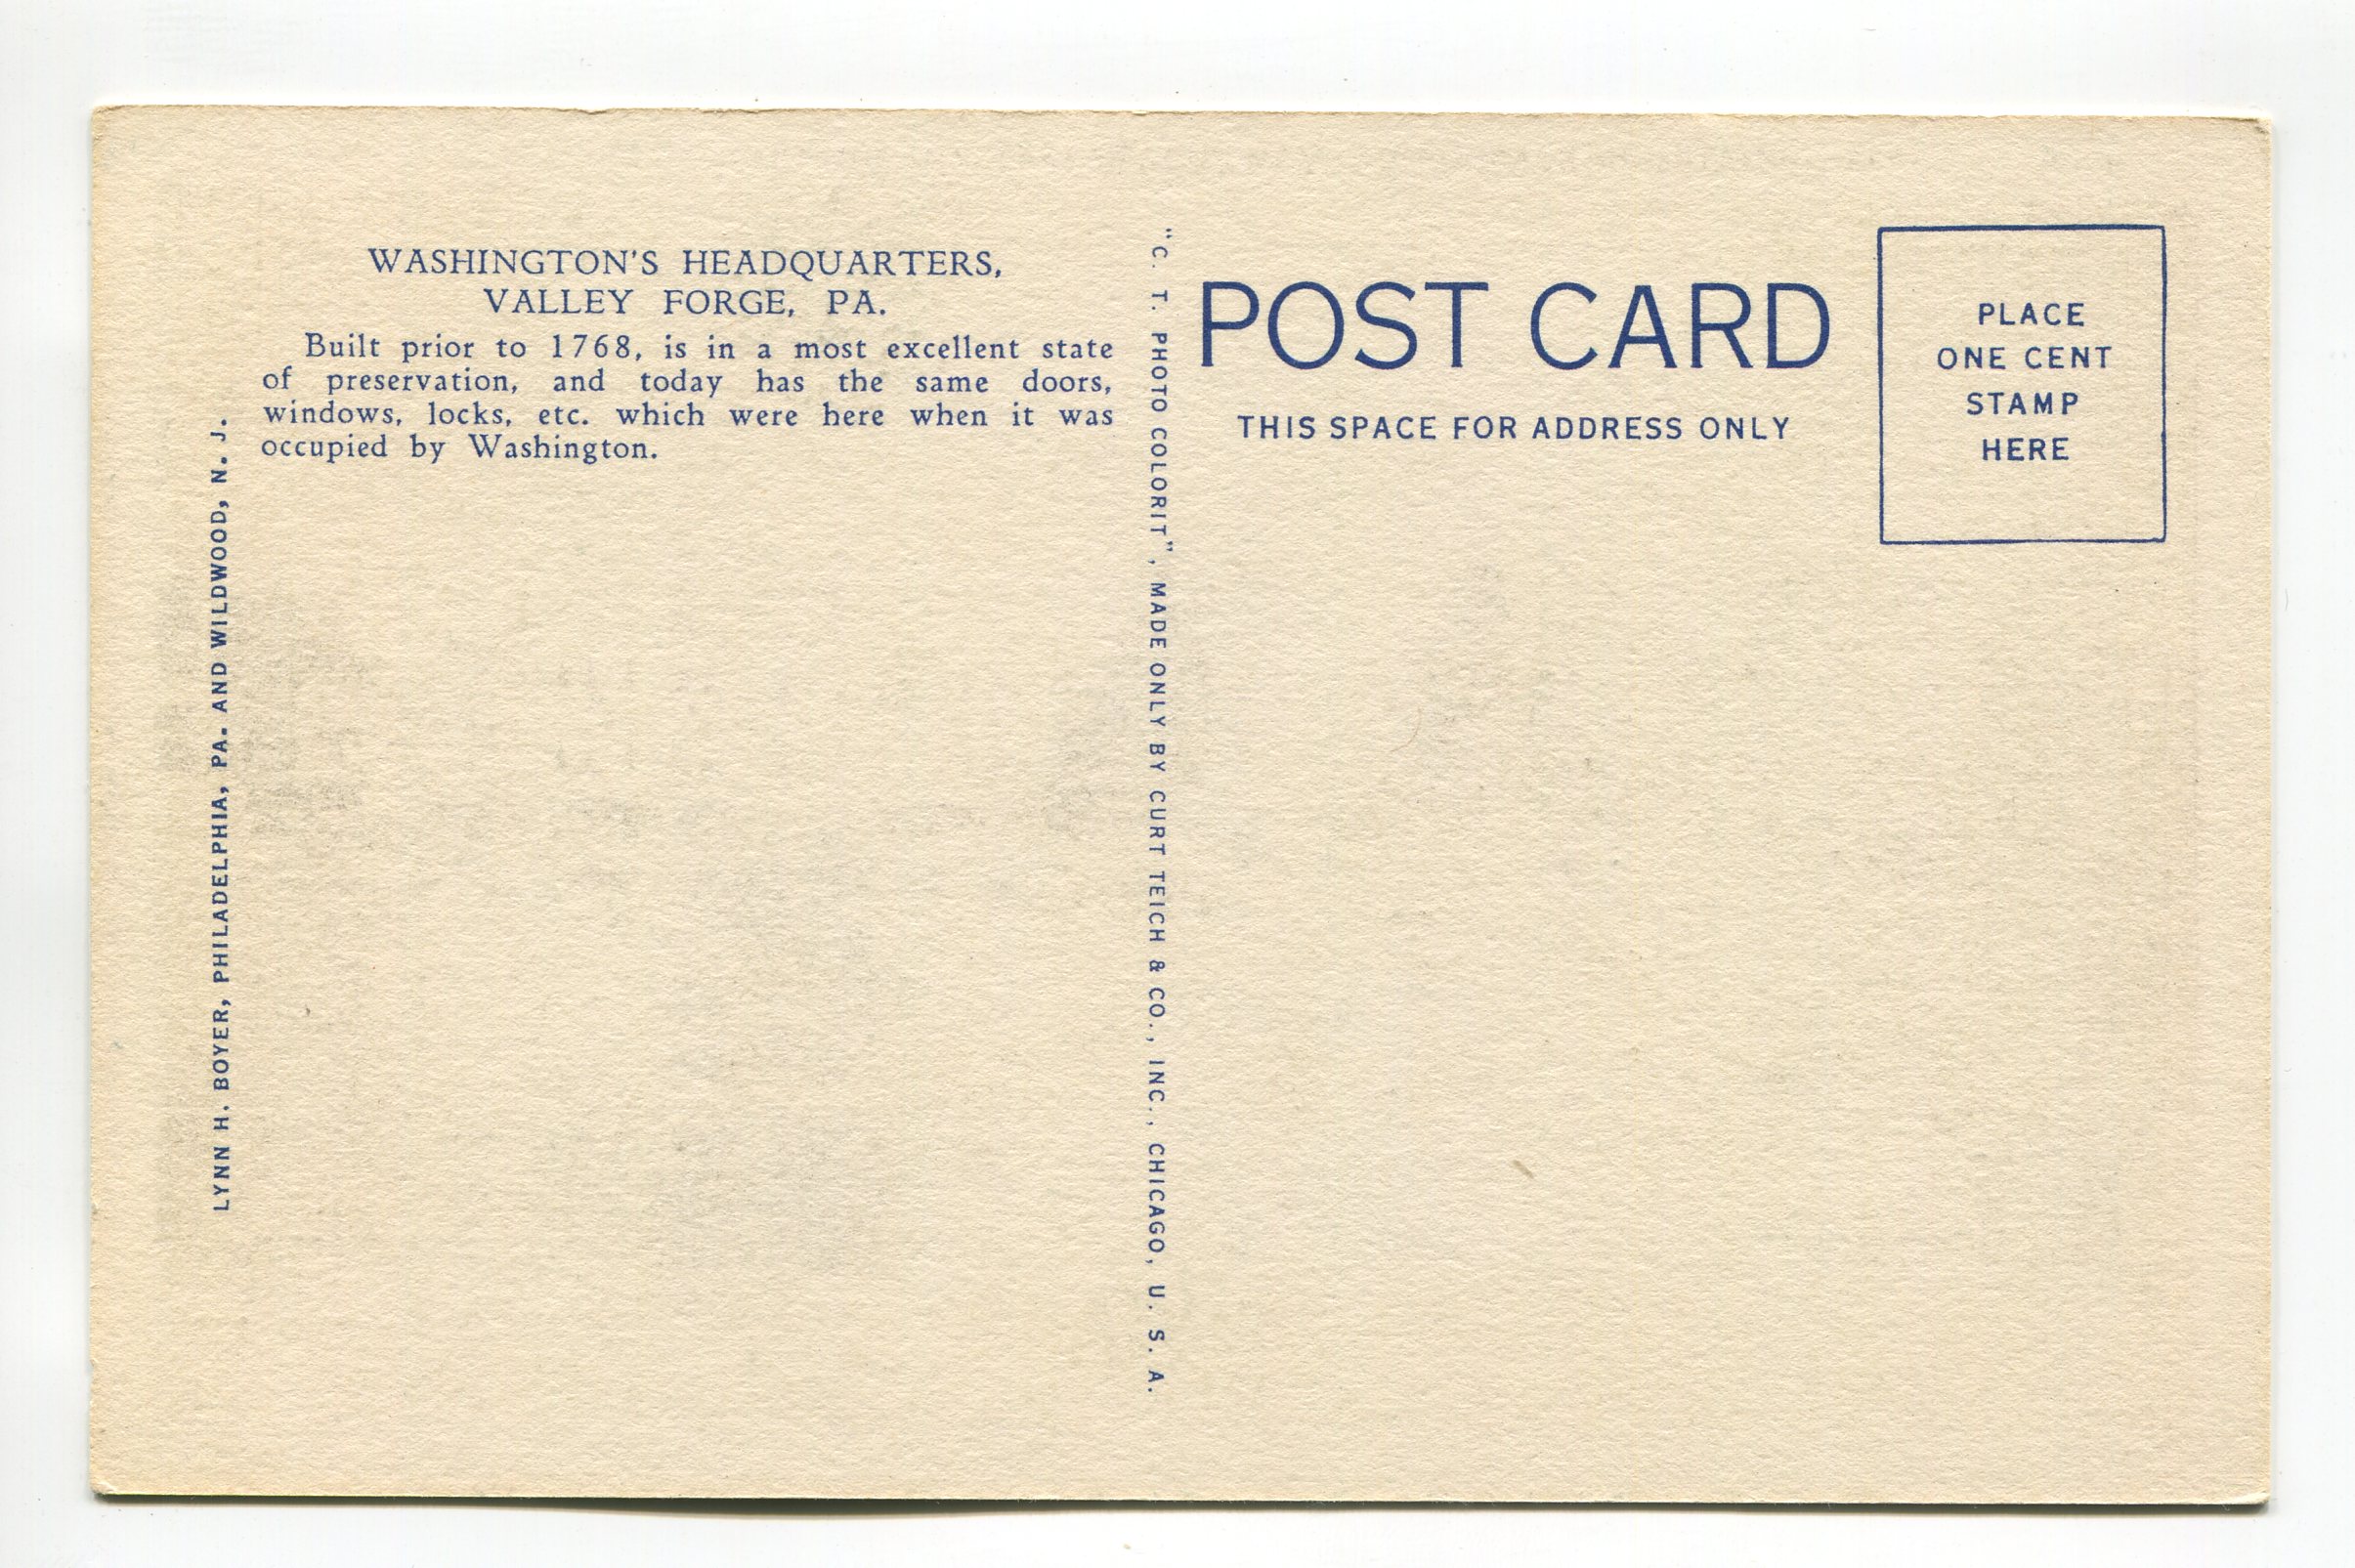 WASHINGTON'S HEADQUARTERS,
VALLEY FORGE, PA.
Built prior to 1768, is in a most excellent state
of preservation, and today has the same doors,
windows, locks, etc. which were here when it was
occupied by Washington.
LYNN H. BOYER, PHILADELPHIA, PA. AND WILDWOOD, N. J.
"C. T. PHOTO COLORIT", MADE ONLY BY CURT TEICH & CO., INC., CHICAGO, U. S. A.
POST CARD
THIS SPACE FOR ADDRESS ONLY
PLACE
ONE CENT
STAMP
HERE